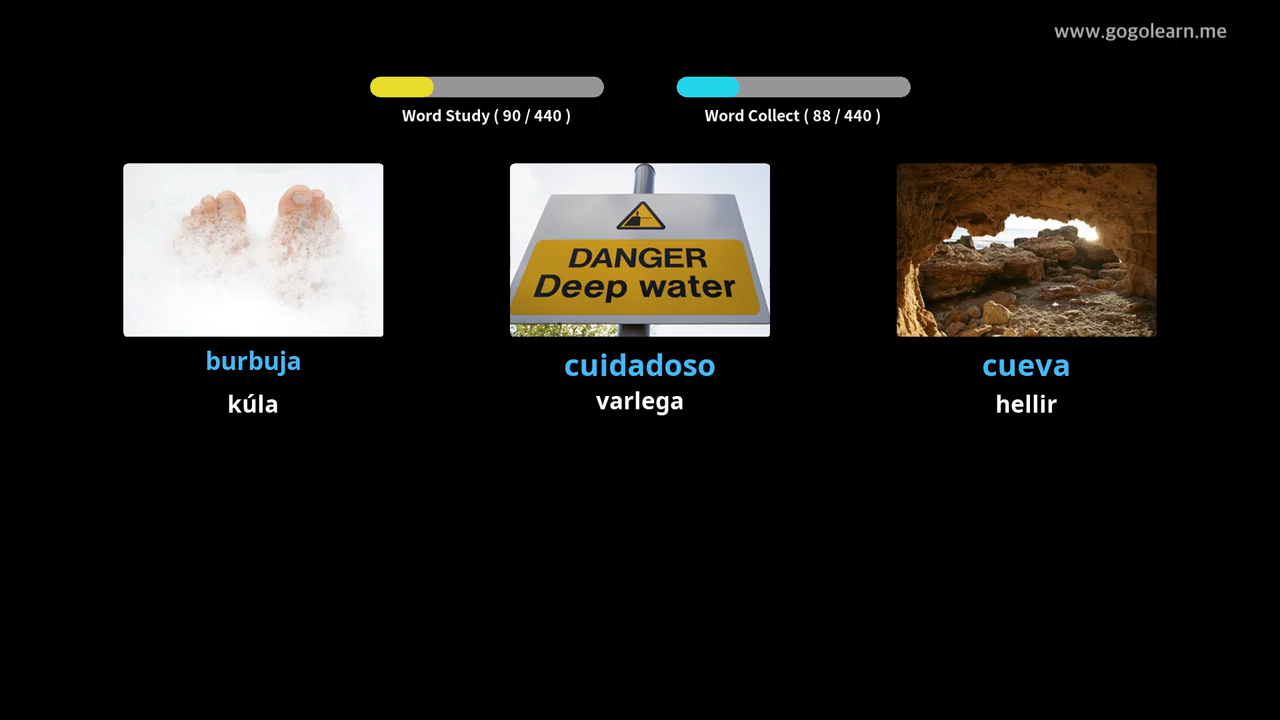 www.gogolearn.me
Word Study ( 90 / 440 )
Word Collect ( 88 / 440 )
DANGER
Deep water
burbuja
kúla
cuidadoso
varlega
cueva
hellir